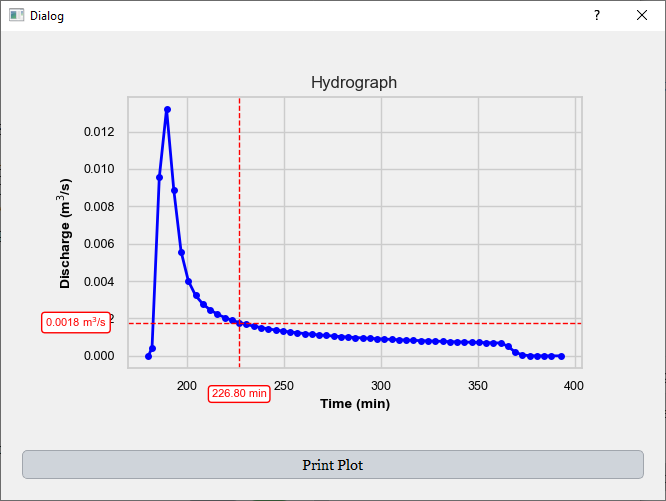 Dialog
?
Hydrograph
Discharge (m³/s)
0.012
0.010
0.008
0.006
0.004
0.0018 m³/s
0.000
200
250
300
350
400
226.80 min
Time (min)
Print Plot